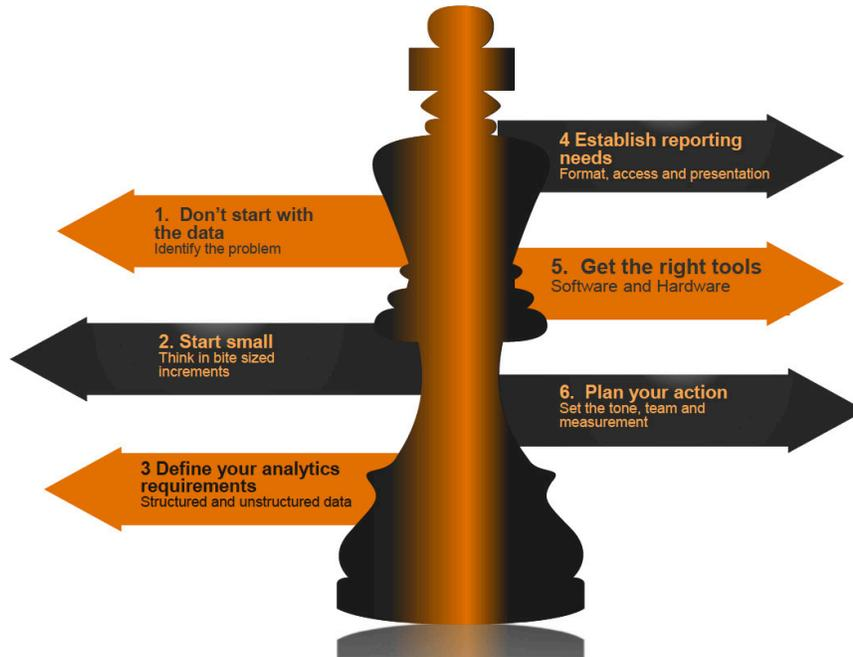 1.  Don’t start with
the data
Identify the problem
2. Start small
Think in bite sized
increments
3 Define your analytics
requirements
Structured and unstructured data
4 Establish reporting
needs
Format, access and presentation
5.  Get the right tools
Software and Hardware
6.  Plan your action
Set the tone, team and
measurement